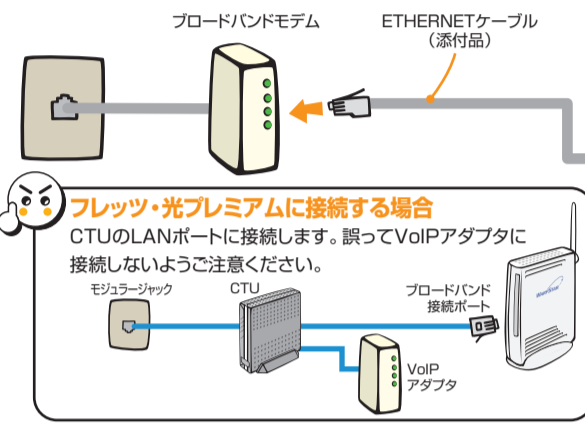 ブロードバンドモデム
ETHERNETケーブル
（添付品）
フレッツ・光プレミアムに接続する場合
CTUのLANポートに接続します。誤ってVoIPアダプタに
接続しないようご注意ください。
モジュラージャック
CTU
ブロードバンド
接続ポート
VoIP
アダプタ